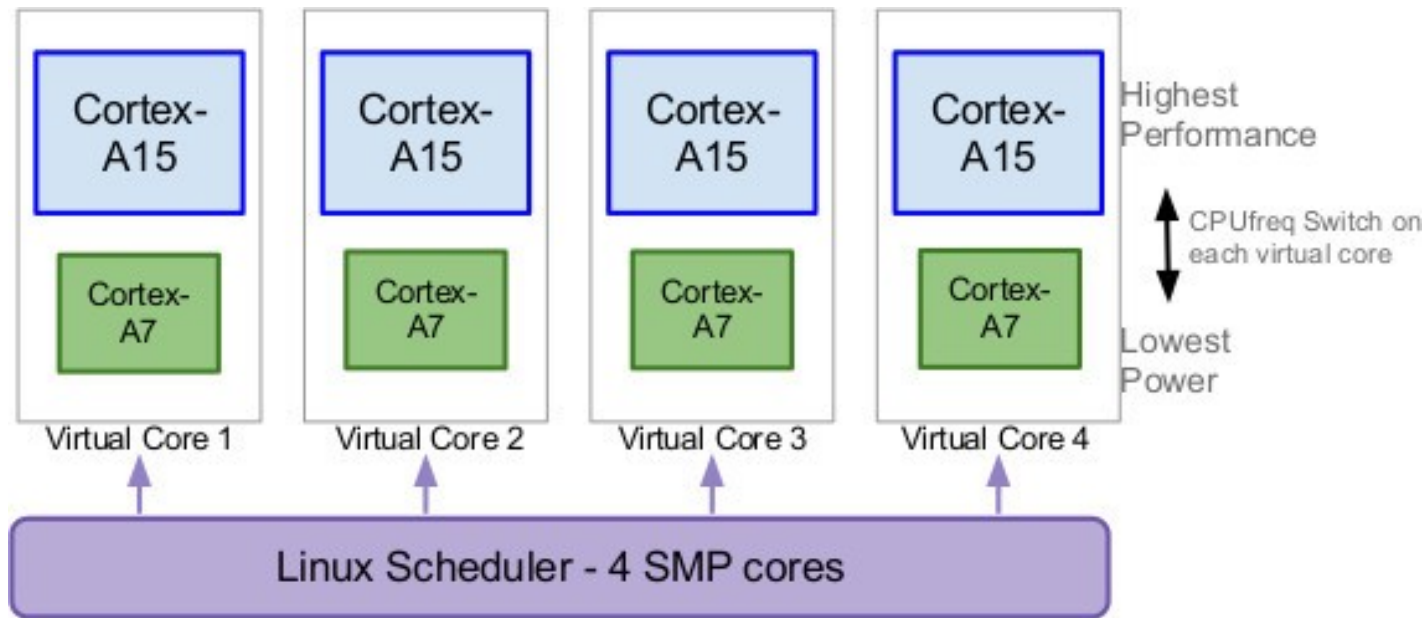 Cortex-
A15
Cortex-
A15
Cortex-
A15
Cortex-
A15
Highest
Performance
CPUfreq Switch on
each virtual core
Cortex-
A7
Cortex-
A7
Cortex-
A7
Cortex-
A7
Lowest
Power
Virtual Core 1
Virtual Core 2
Virtual Core 3
Virtual Core 4
Linux Scheduler - 4 SMP cores